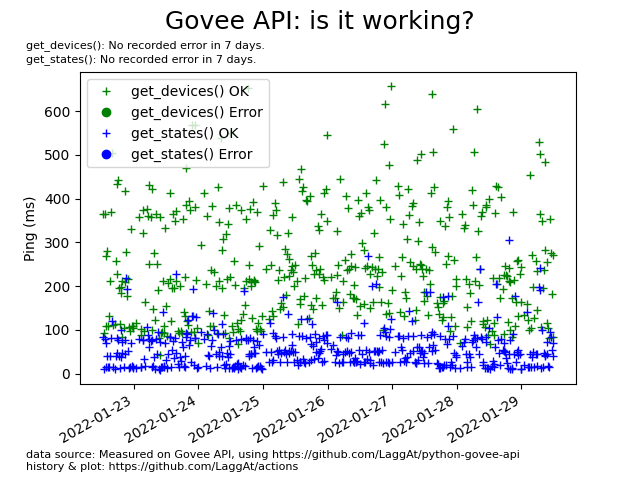 Govee API: is it working?
get_devices(): No recorded error in 7 days.
get_states(): No recorded error in 7 days.
get_devices() OK
get_devices() Error
get_states() OK
get_states() Error
Ping (ms)
600
500
400
300
200
100
0
2022-01-23
2022-01-24
2022-01-25
2022-01-26
2022-01-27
2022-01-28
2022-01-29
data source: Measured on Govee API, using https://github.com/LaggAt/python-govee-api
history & plot: https://github.com/LaggAt/actions